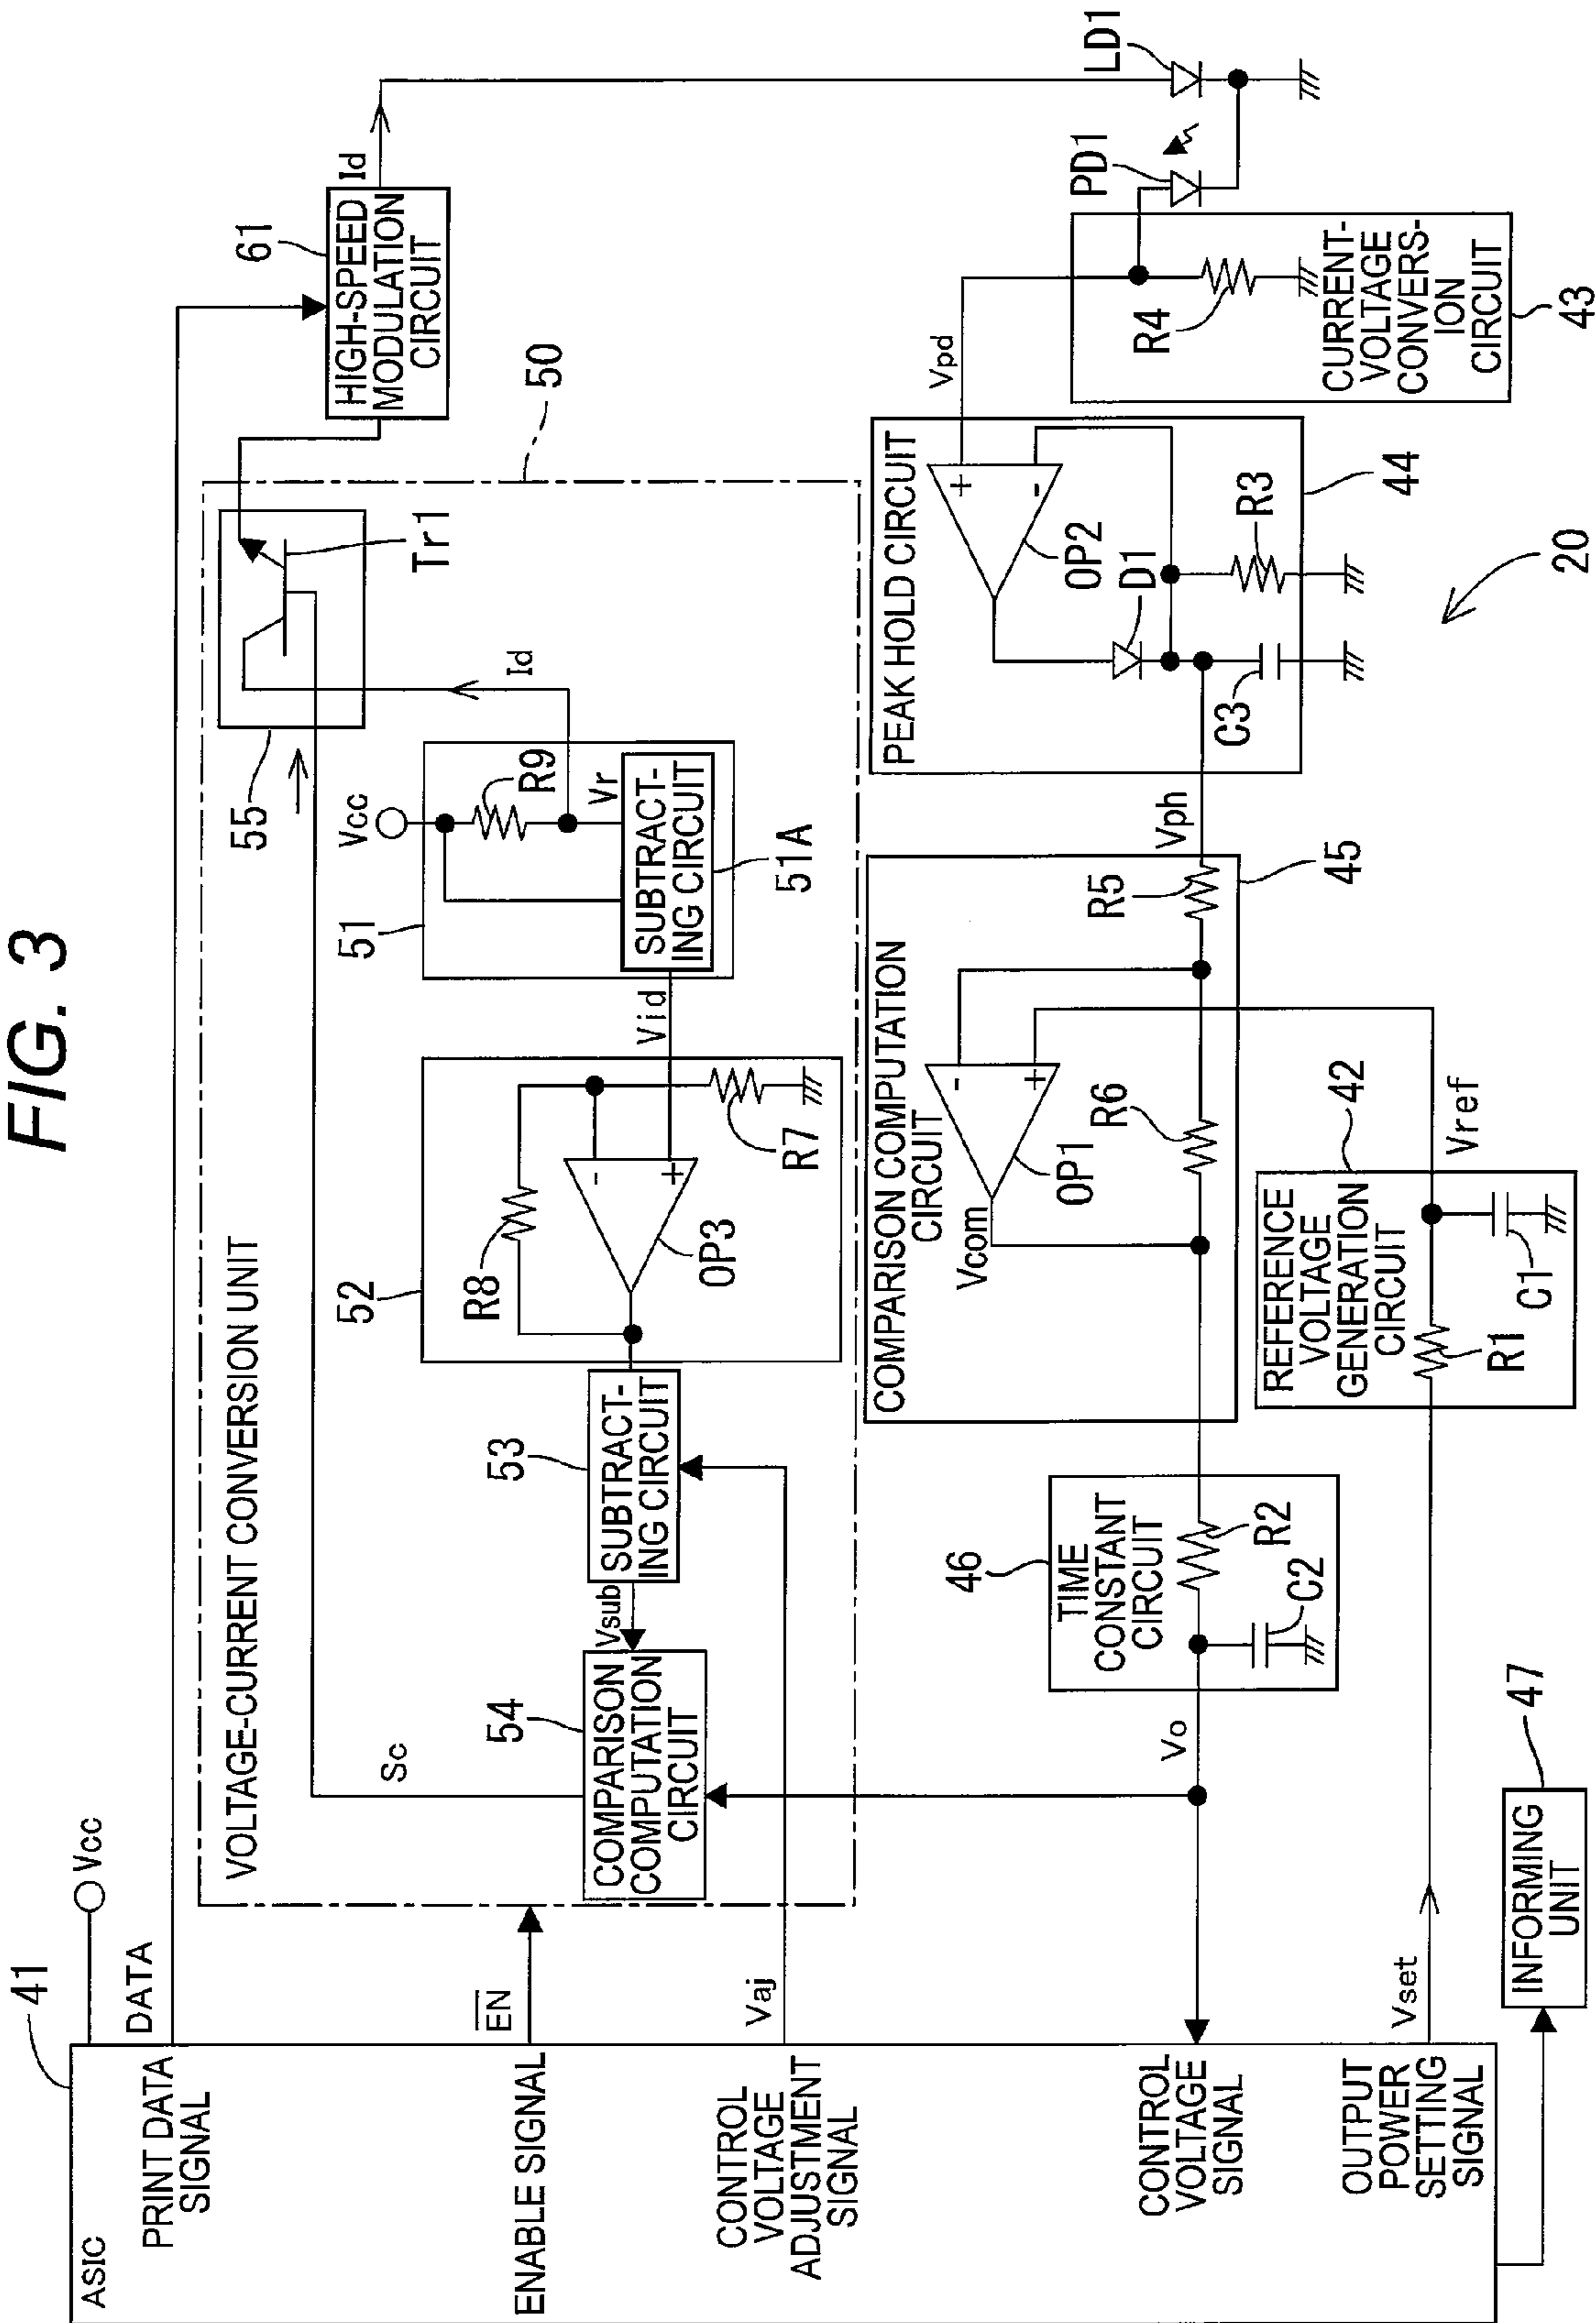 FIG. 3
41
ASIC
Vcc
PRINT DATA
SIGNAL
DATA
ENABLE SIGNAL
EN
CONTROL
VOLTAGE
ADJUSTMENT
SIGNAL
Vaj
CONTROL
VOLTAGE
SIGNAL
Vo
OUTPUT
POWER
SETTING
SIGNAL
Vset
INFORMING
UNIT
47
VOLTAGE-CURRENT CONVERSION UNIT
50
Sc
54
COMPARISON
COMPUTATION
CIRCUIT
Vsub
53
SUBTRACT-
ING CIRCUIT
52
R8
OP3
-
+
R7
Vid
51
Vcc
R9
Vr
SUBTRACT-
ING CIRCUIT
51A
Id
55
Tr1
61
HIGH-SPEED
MODULATION
CIRCUIT
Id
LD1
PD1
46
TIME
CONSTANT
CIRCUIT
R2
C2
COMPARISON COMPUTATION
CIRCUIT
Vcom
OP1
-
+
R6
R5
45
REFERENCE
VOLTAGE
GENERATION
CIRCUIT
42
R1
C1
Vref
Vph
PEAK HOLD CIRCUIT
+
-
OP2
D1
R3
C3
44
Vpd
R4
CURRENT-
VOLTAGE
CONVERS-
ION
CIRCUIT
43
20